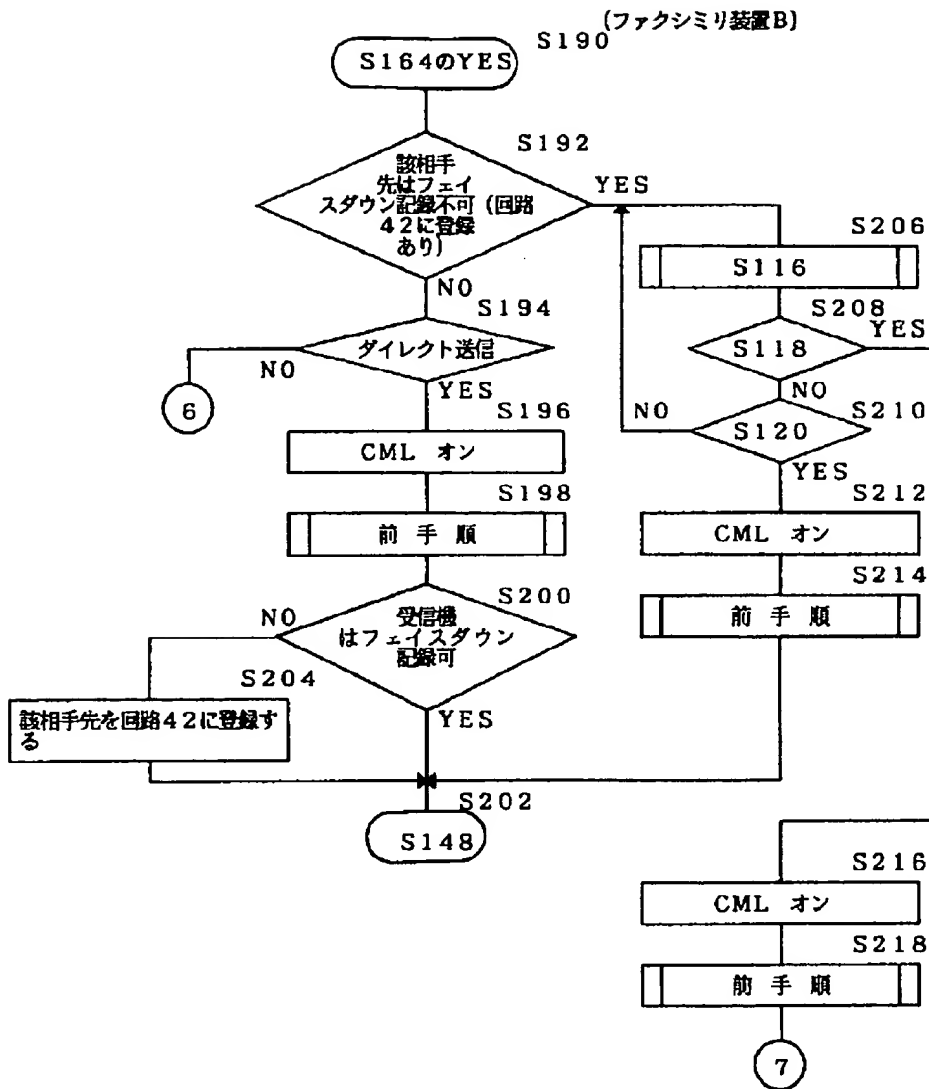 (ファクシミリ装置B)
S190
S164のYES
S192
該相手
先はフェイ
スダウン記録不可(回路
42に登録
あり)
YES
NO
S194
ダイレクト送信
NO
6
YES
S196
CML オン
S198
前 手 順
S200
受信機
はフェイスダウン
記録可
NO
S204
該相手先を回路42に登録す
る
YES
S202
S148
S206
S116
S208
S118
YES
NO
S210
S120
NO
YES
S212
CML オン
S214
前 手 順
S216
CML オン
S218
前 手 順
7